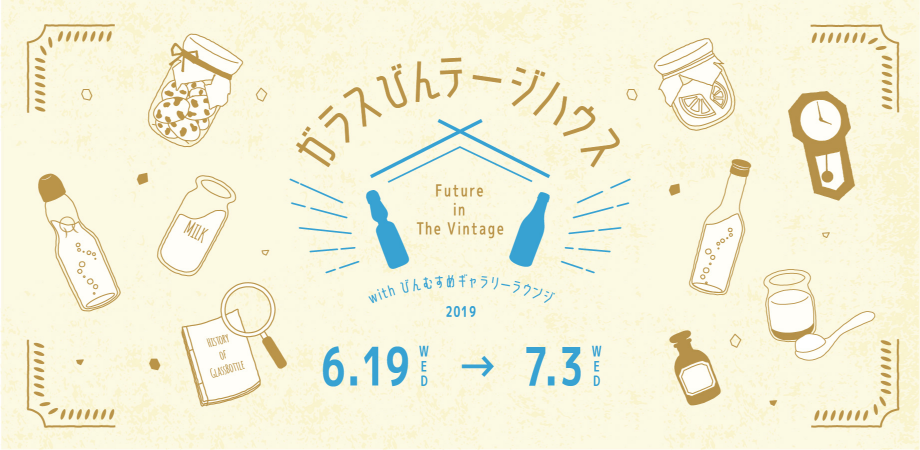 ガラスびんテージハウス
Future
in
The Vintage
with びんむすめギャラリーラウンジ
2019
6.19 WED → 7.3 WED
MILK
HISTORY
OF
GLASSBOTTLE